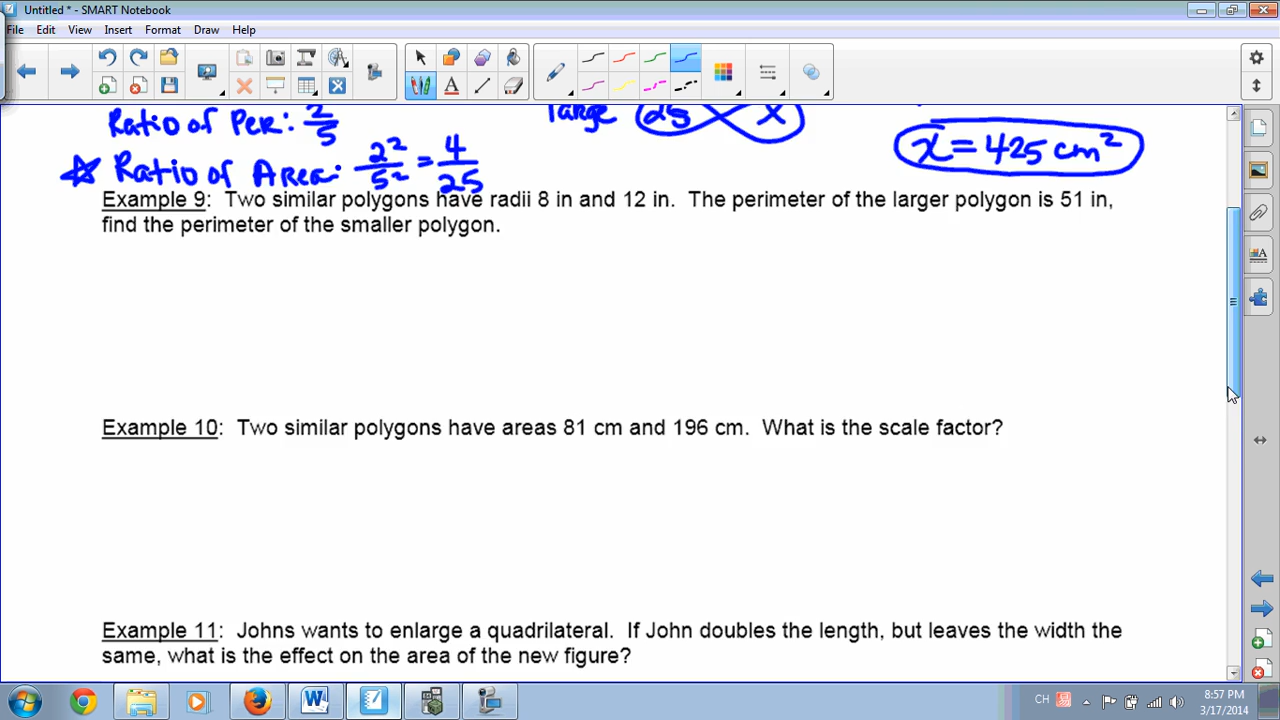 Untitled * - SMART Notebook
File Edit View Insert Format Draw Help
Ratio of Per: 2/5
large 25 x
x = 425 cm²
☆ Ratio of Area: 2²/5² = 4/25
Example 9: Two similar polygons have radii 8 in and 12 in. The perimeter of the larger polygon is 51 in,
find the perimeter of the smaller polygon.
Example 10: Two similar polygons have areas 81 cm and 196 cm. What is the scale factor?
Example 11: Johns wants to enlarge a quadrilateral. If John doubles the length, but leaves the width the
same, what is the effect on the area of the new figure?
CH
8:57 PM
3/17/2014